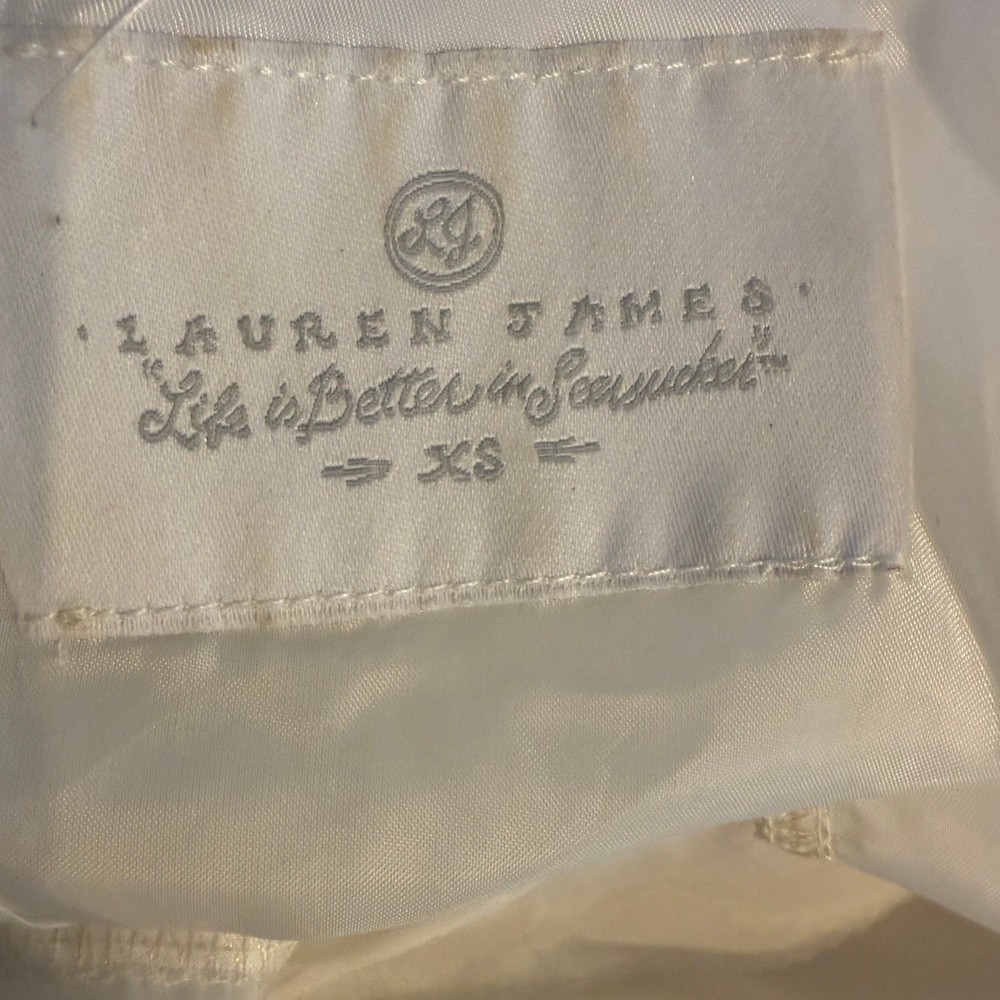 LJ
· LAUREN JAMES ·
"Life is Better in Seersucker"™
XS